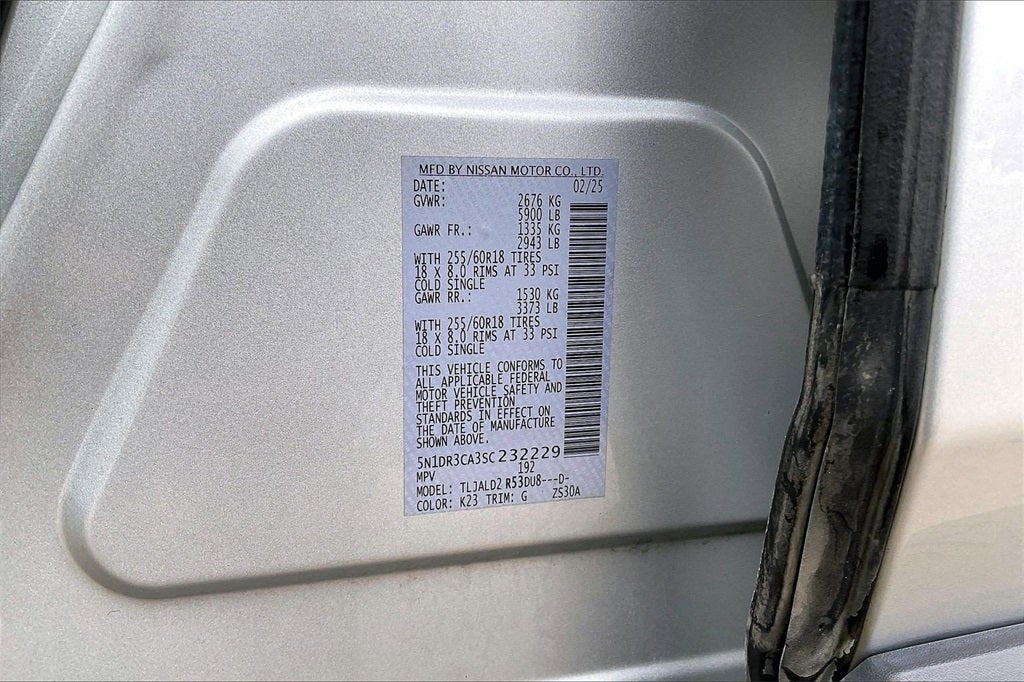 MFD BY NISSAN MOTOR CO., LTD.
DATE: 02/25
GVWR: 2676 KG
5900 LB
GAWR FR.: 1335 KG
2943 LB
WITH 255/60R18 TIRES
18 X 8.0 RIMS AT 33 PSI
COLD SINGLE
GAWR RR.: 1530 KG
3373 LB
WITH 255/60R18 TIRES
18 X 8.0 RIMS AT 33 PSI
COLD SINGLE
THIS VEHICLE CONFORMS TO
ALL APPLICABLE FEDERAL
MOTOR VEHICLE SAFETY AND
THEFT PREVENTION
STANDARDS IN EFFECT ON
THE DATE OF MANUFACTURE
SHOWN ABOVE.
5N1DR3CA3SC232229
MPV 192
MODEL: TLJALD2 R53DU8---D-
COLOR: K23 TRIM: G ZS30A